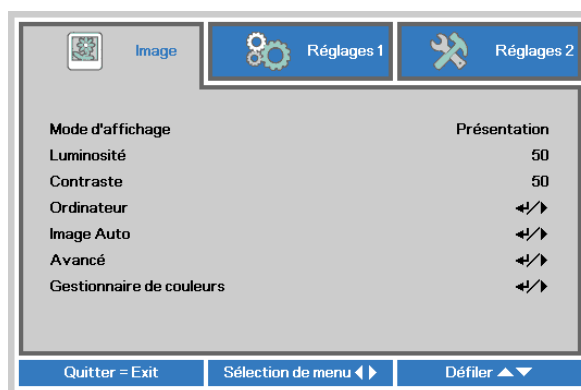 Image
Réglages 1
Réglages 2
Mode d'affichage Présentation
Luminosité 50
Contraste 50
Ordinateur ↵/▶
Image Auto ↵/▶
Avancé ↵/▶
Gestionnaire de couleurs ↵/▶
Quitter = Exit
Sélection de menu ◀▶
Défiler ▲▼